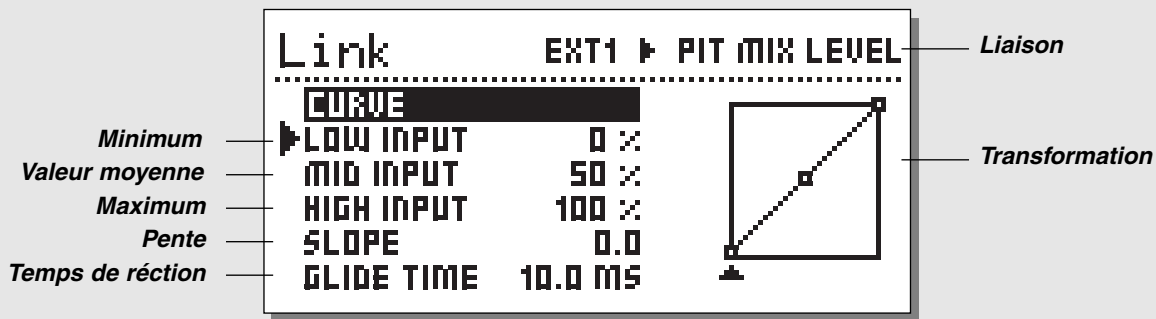 Link EXT1 ▶ PIT MIX LEVEL
Liaison
CURVE
Minimum
LOW INPUT 0 %
Valeur moyenne
MID INPUT 50 %
Transformation
Maximum
HIGH INPUT 100 %
Pente
SLOPE 0.0
Temps de réction
GLIDE TIME 10.0 MS